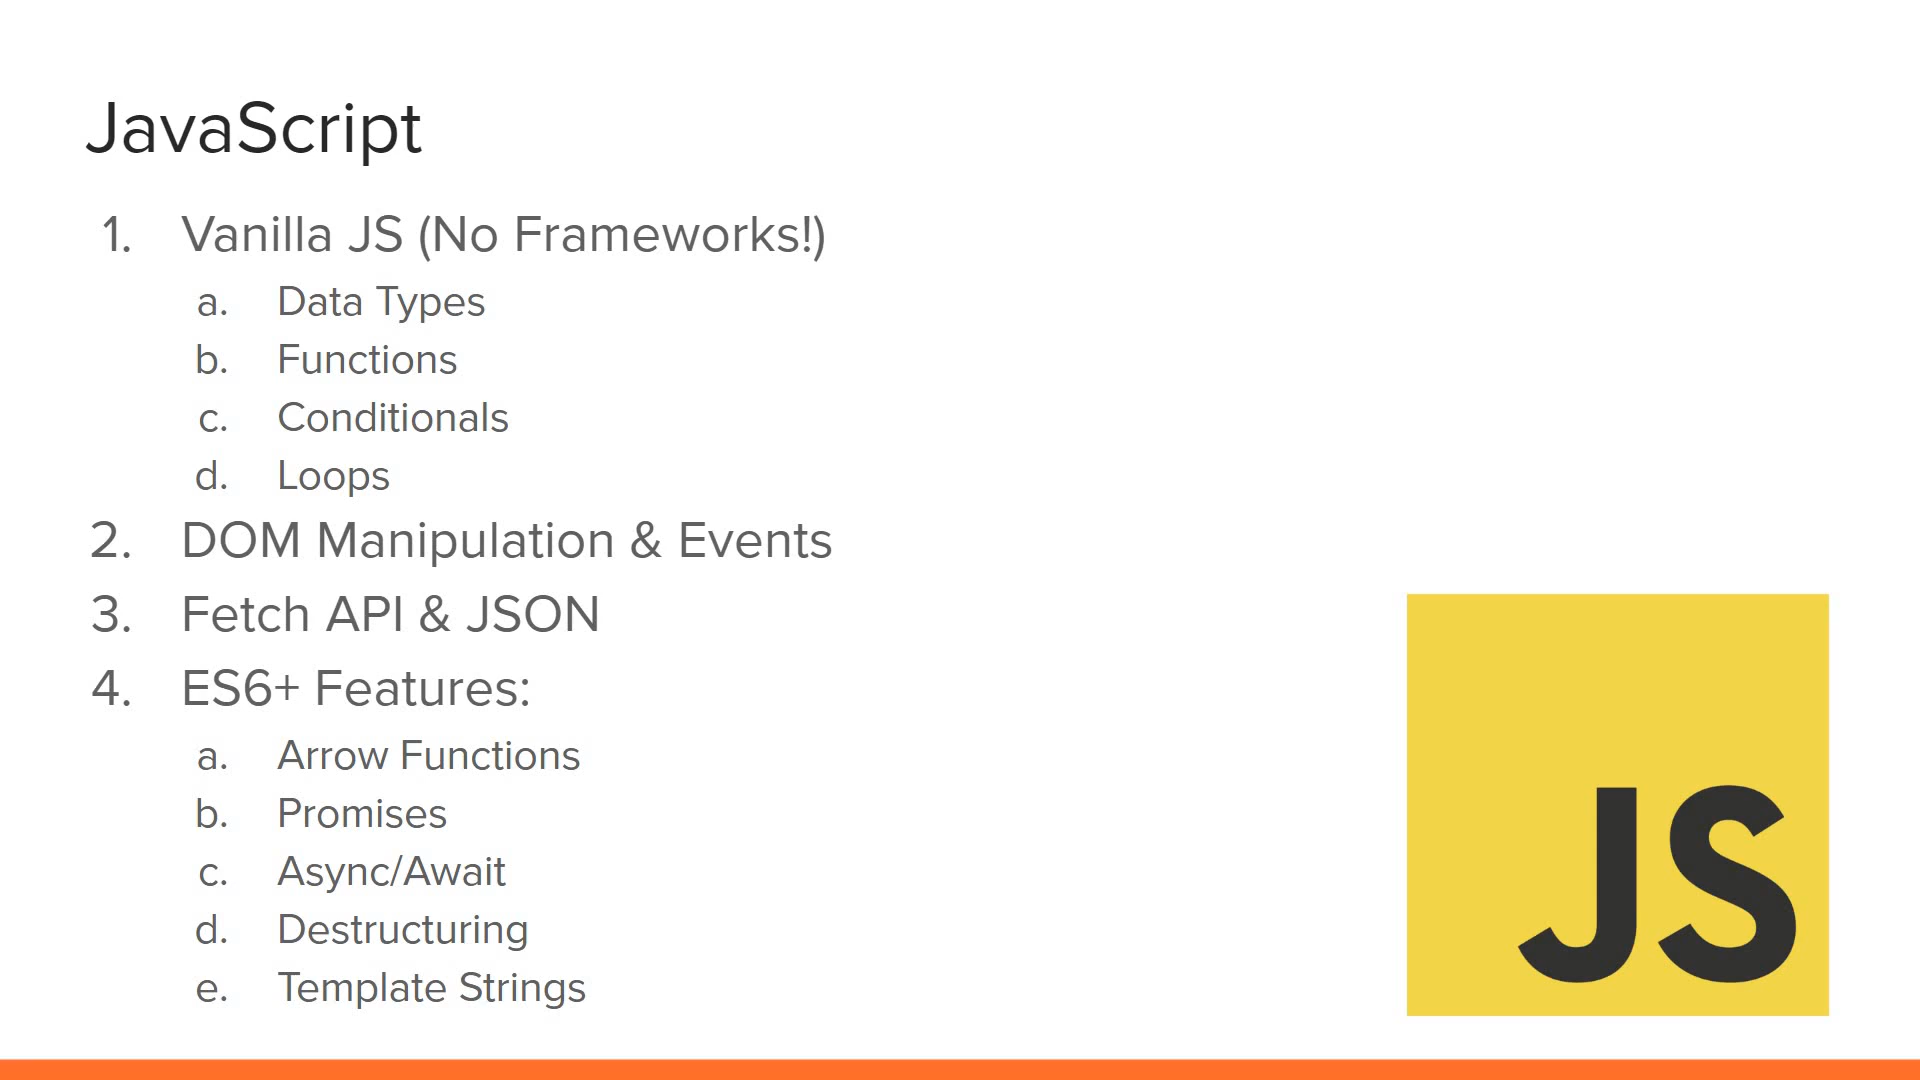 JavaScript
1. Vanilla JS (No Frameworks!)
a. Data Types
b. Functions
c. Conditionals
d. Loops
2. DOM Manipulation & Events
3. Fetch API & JSON
4. ES6+ Features:
a. Arrow Functions
b. Promises
c. Async/Await
d. Destructuring
e. Template Strings
JS